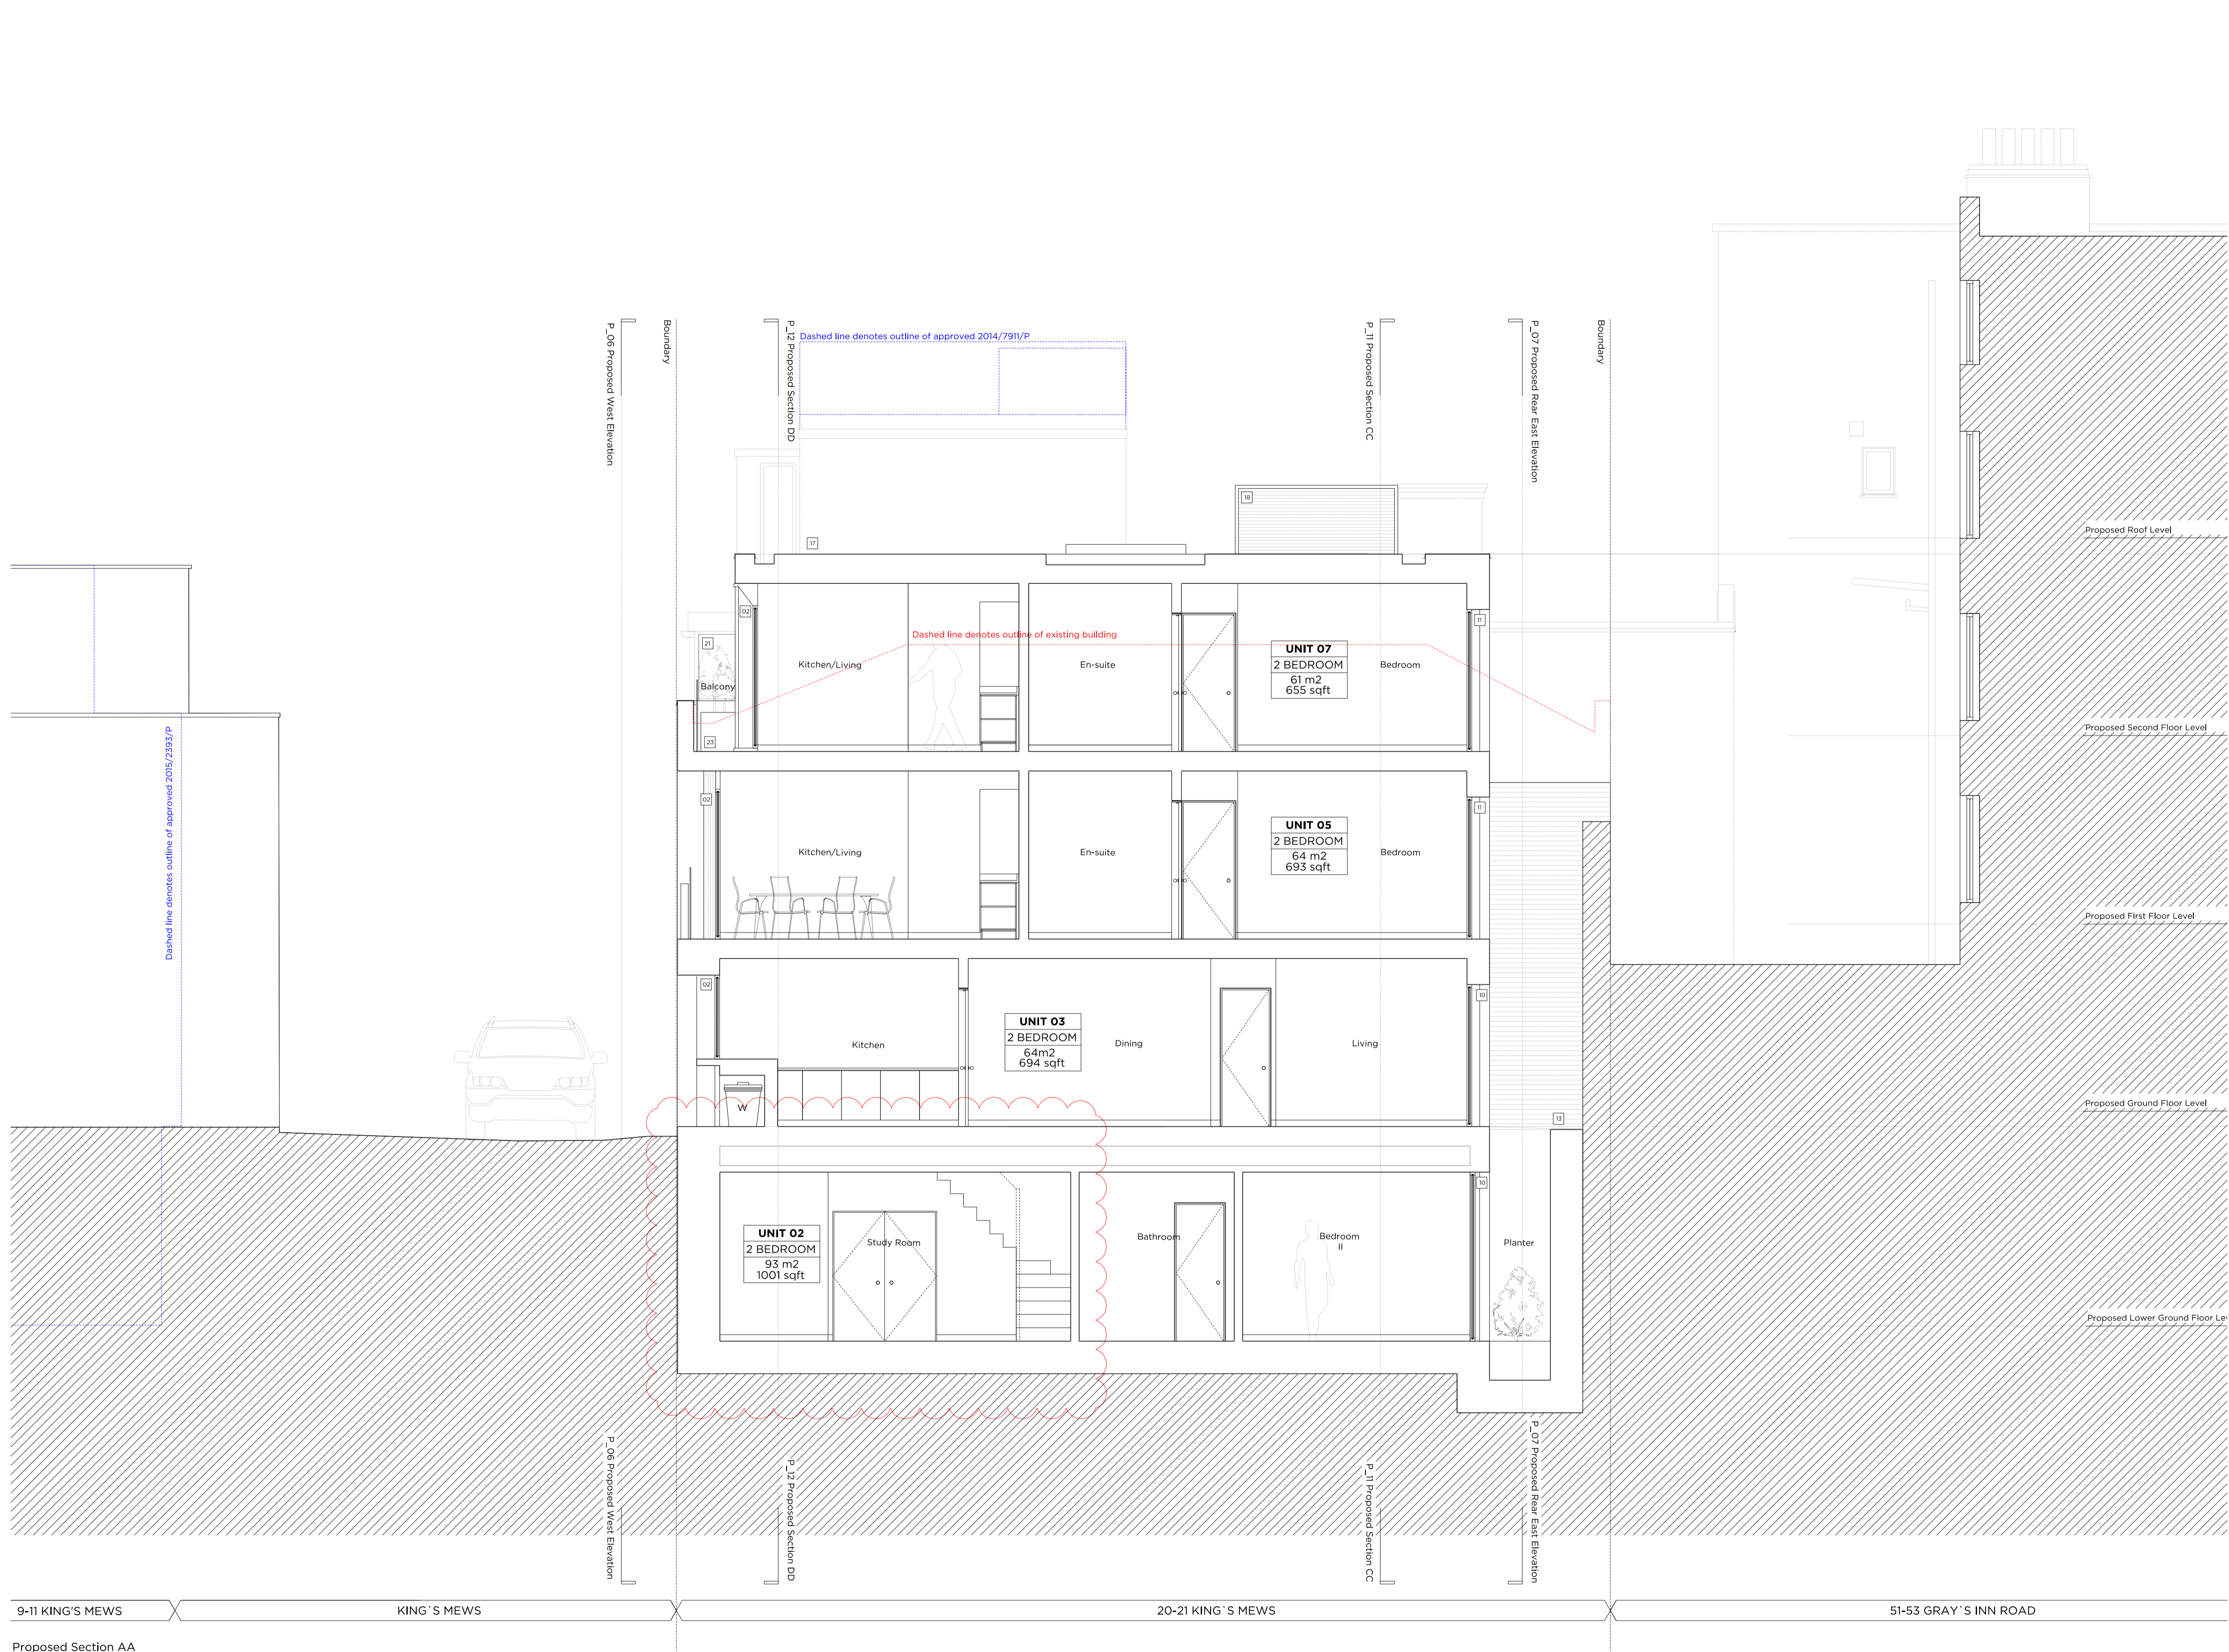 P_06 Proposed West Elevation
Boundary
P_12 Proposed Section DD
Dashed line denotes outline of approved 2014/7911/P
P_11 Proposed Section CC
P_07 Proposed Rear East Elevation
Boundary
18
17
Proposed Roof Level
02
21
Dashed line denotes outline of existing building
11
Kitchen/Living
En-suite
UNIT 07
2 BEDROOM
61 m2
655 sqft
Bedroom
Balcony
23
Proposed Second Floor Level
Dashed line denotes outline of approved 2015/2393/P
02
11
Kitchen/Living
En-suite
UNIT 05
2 BEDROOM
64 m2
693 sqft
Bedroom
Proposed First Floor Level
02
10
Kitchen
UNIT 03
2 BEDROOM
64m2
694 sqft
Dining
Living
W
13
Proposed Ground Floor Level
10
UNIT 02
2 BEDROOM
93 m2
1001 sqft
Study Room
Bathroom
Bedroom
II
Planter
Proposed Lower Ground Floor Lev
P_06 Proposed West Elevation
P_12 Proposed Section DD
P_11 Proposed Section CC
P_07 Proposed Rear East Elevation
9-11 KING'S MEWS
KING`S MEWS
20-21 KING`S MEWS
51-53 GRAY`S INN ROAD
Proposed Section AA